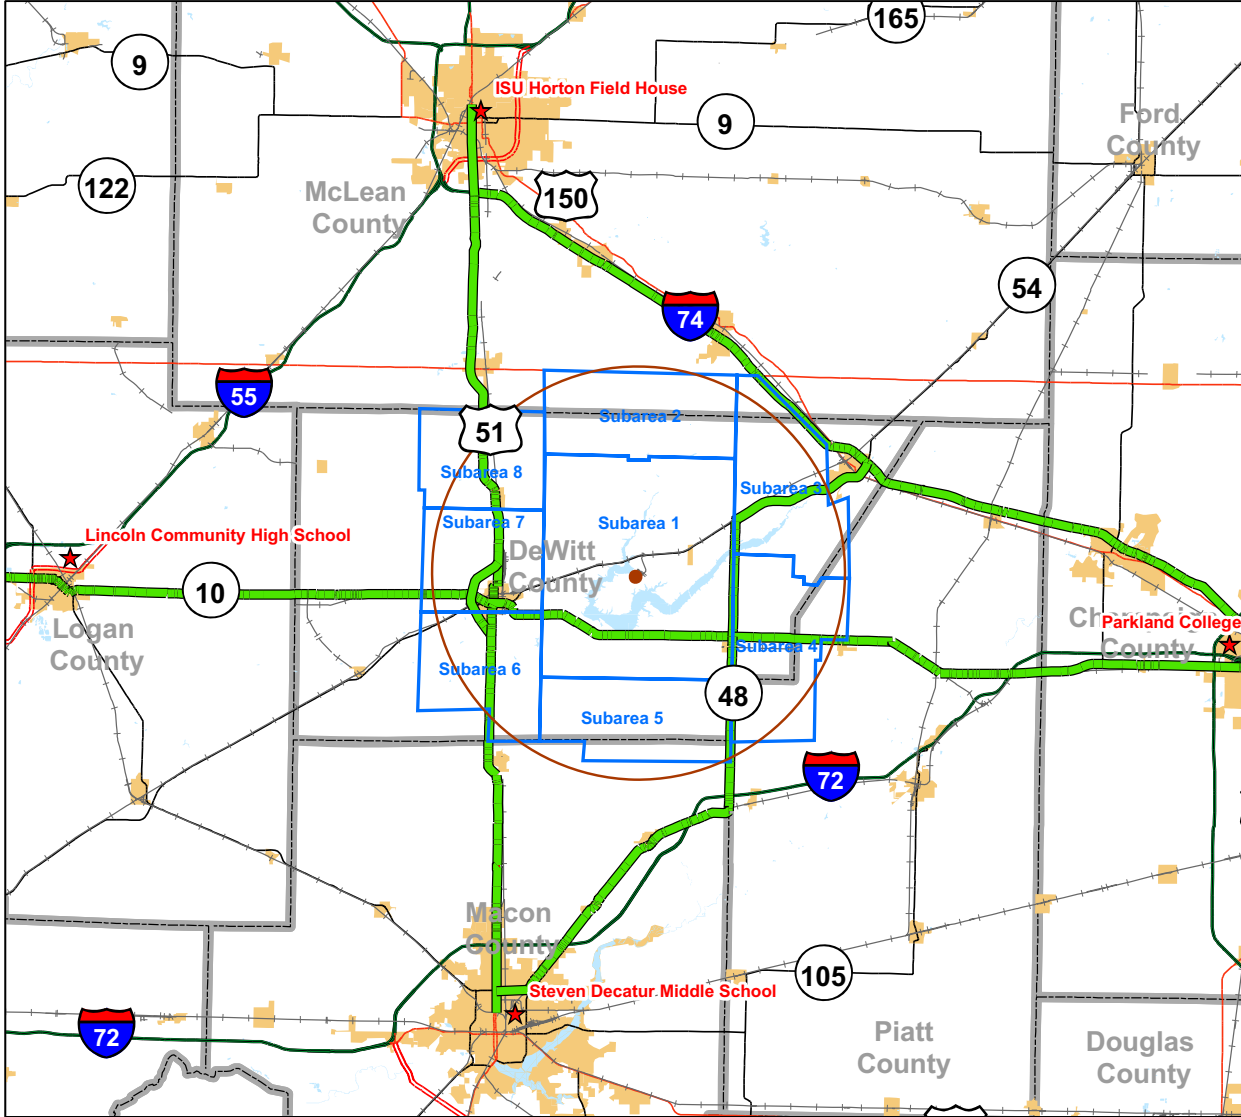 165
9
ISU Horton Field House
Ford
County
9
122
McLean
County
150
54
74
55
51
Subarea 2
Subarea 8
Subarea 3
Subarea 7
Subarea 1
Lincoln Community High School
DeWitt
County
10
Logan
County
Parkland College
County
Subarea 4
Subarea 6
48
Subarea 5
72
Macon
County
105
Steven Decatur Middle School
72
Piatt
County
Douglas
County